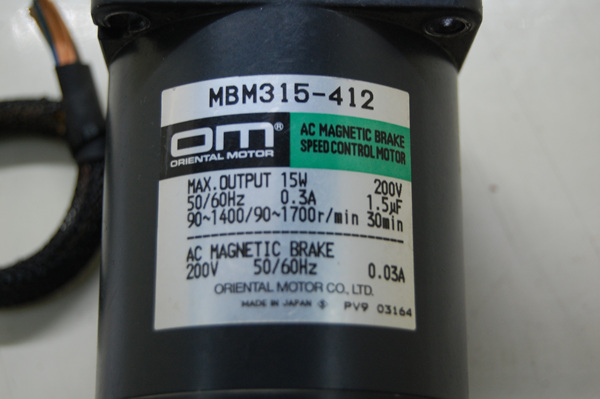 MBM315-412
om®
ORIENTAL MOTOR
AC MAGNETIC BRAKE
SPEED CONTROL MOTOR
MAX.OUTPUT 15W 200V
50/60Hz 0.3A 1.5μF
90~1400/90~1700r/min 30min
AC MAGNETIC BRAKE
200V 50/60Hz 0.03A
ORIENTAL MOTOR CO., LTD.
MADE IN JAPAN Ⓢ PV9 03164